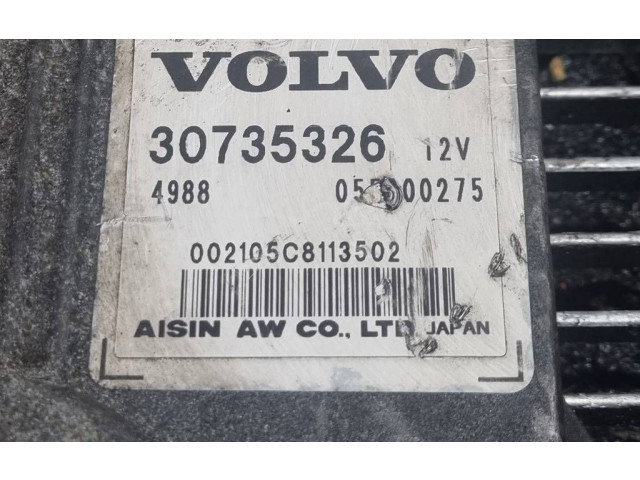 VOLVO
30735326 12V
4988
002105C8113502
AISIN AW CO., LTD JAPAN